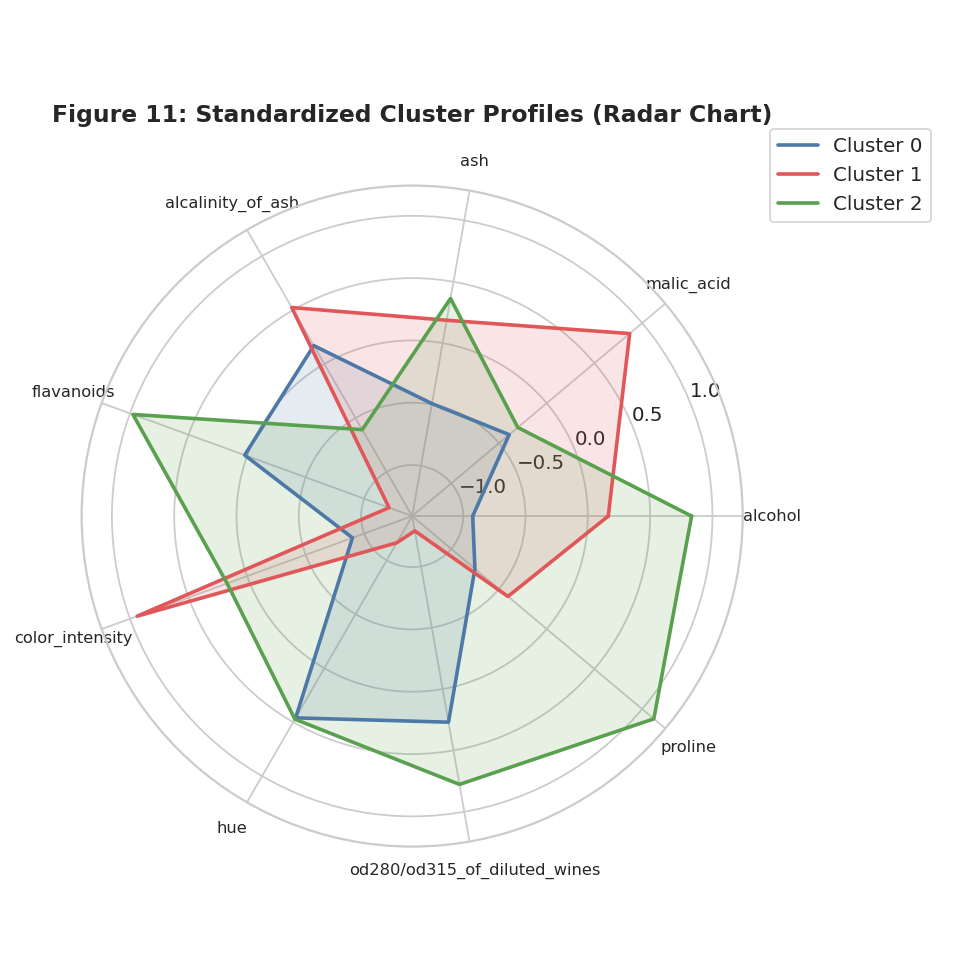 Figure 11: Standardized Cluster Profiles (Radar Chart)
Cluster 0
Cluster 1
Cluster 2
ash
alcalinity_of_ash
malic_acid
flavanoids
1.0
0.5
0.0
−0.5
−1.0
alcohol
color_intensity
proline
hue
od280/od315_of_diluted_wines